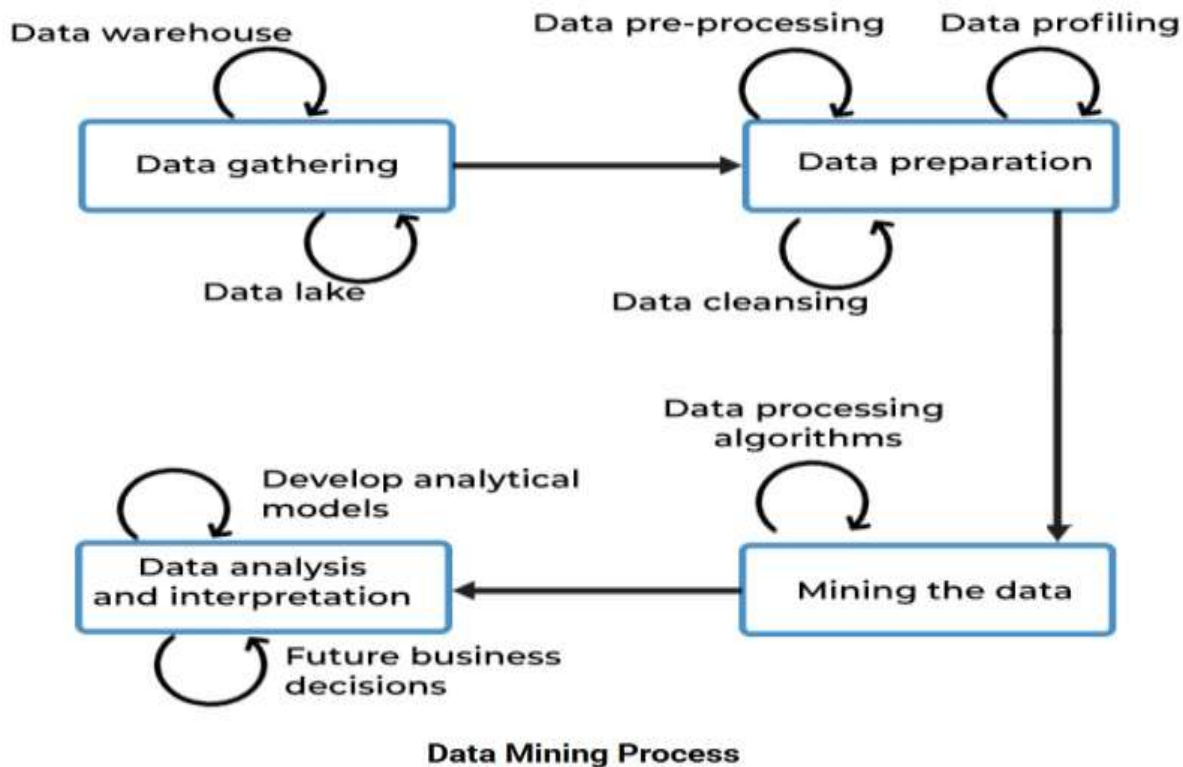 Data warehouse
Data pre-processing
Data profiling
Data gathering
Data preparation
Data lake
Data cleansing
Data processing
algorithms
Develop analytical
models
Data analysis
and interpretation
Mining the data
Future business
decisions
Data Mining Process